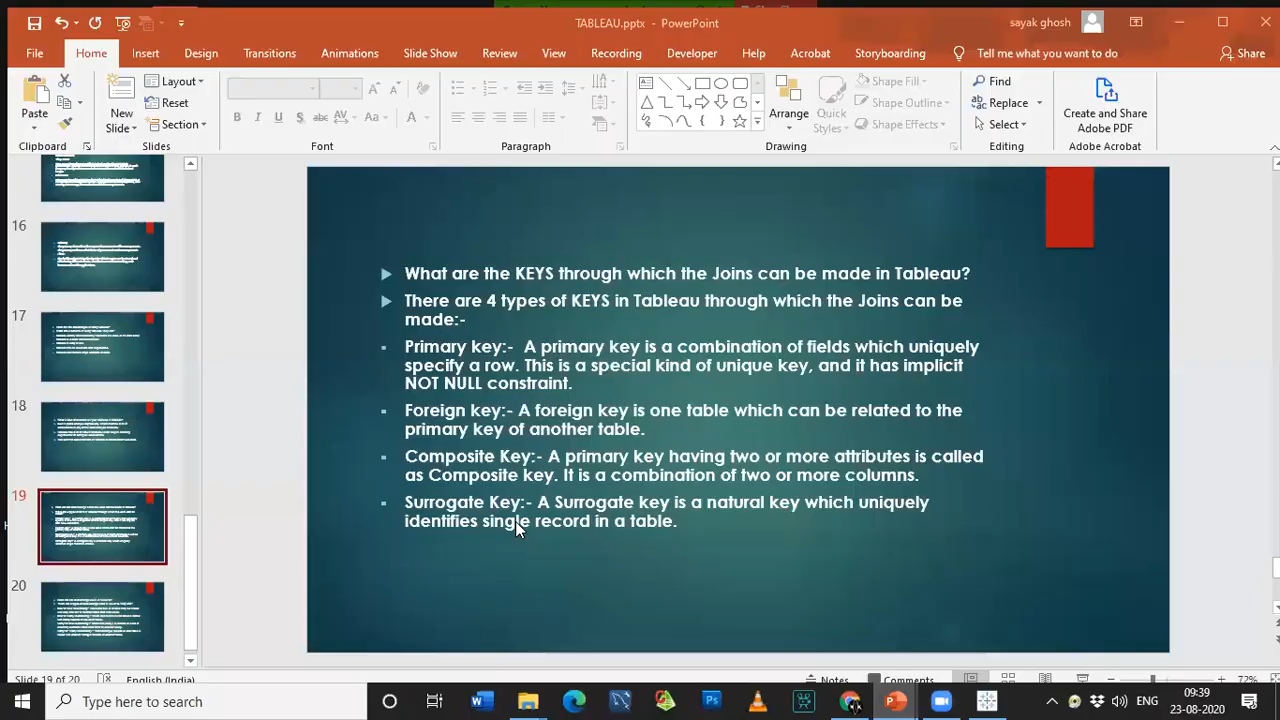 TABLEAU.pptx - PowerPoint
sayak ghosh
File Home Insert Design Transitions Animations Slide Show Review View Recording Developer Help Acrobat Storyboarding Tell me what you want to do Share
Paste
Clipboard
New Slide
Layout
Reset
Section
Slides
B I U S abc AV Aa A
Font
Paragraph
Arrange
Quick Styles
Shape Fill
Shape Outline
Shape Effects
Drawing
Find
Replace
Select
Editing
Create and Share Adobe PDF
Adobe Acrobat
16
17
18
19
20
What are the KEYS through which the Joins can be made in Tableau?
There are 4 types of KEYS in Tableau through which the Joins can be
made:-
Primary key:- A primary key is a combination of fields which uniquely
specify a row. This is a special kind of unique key, and it has implicit
NOT NULL constraint.
Foreign key:- A foreign key is one table which can be related to the
primary key of another table.
Composite Key:- A primary key having two or more attributes is called
as Composite key. It is a combination of two or more columns.
Surrogate Key:- A Surrogate key is a natural key which uniquely
identifies single record in a table.
Slide 19 of 20 English (India) Notes Comments 72%
Type here to search
ENG
09:39
23-08-2020